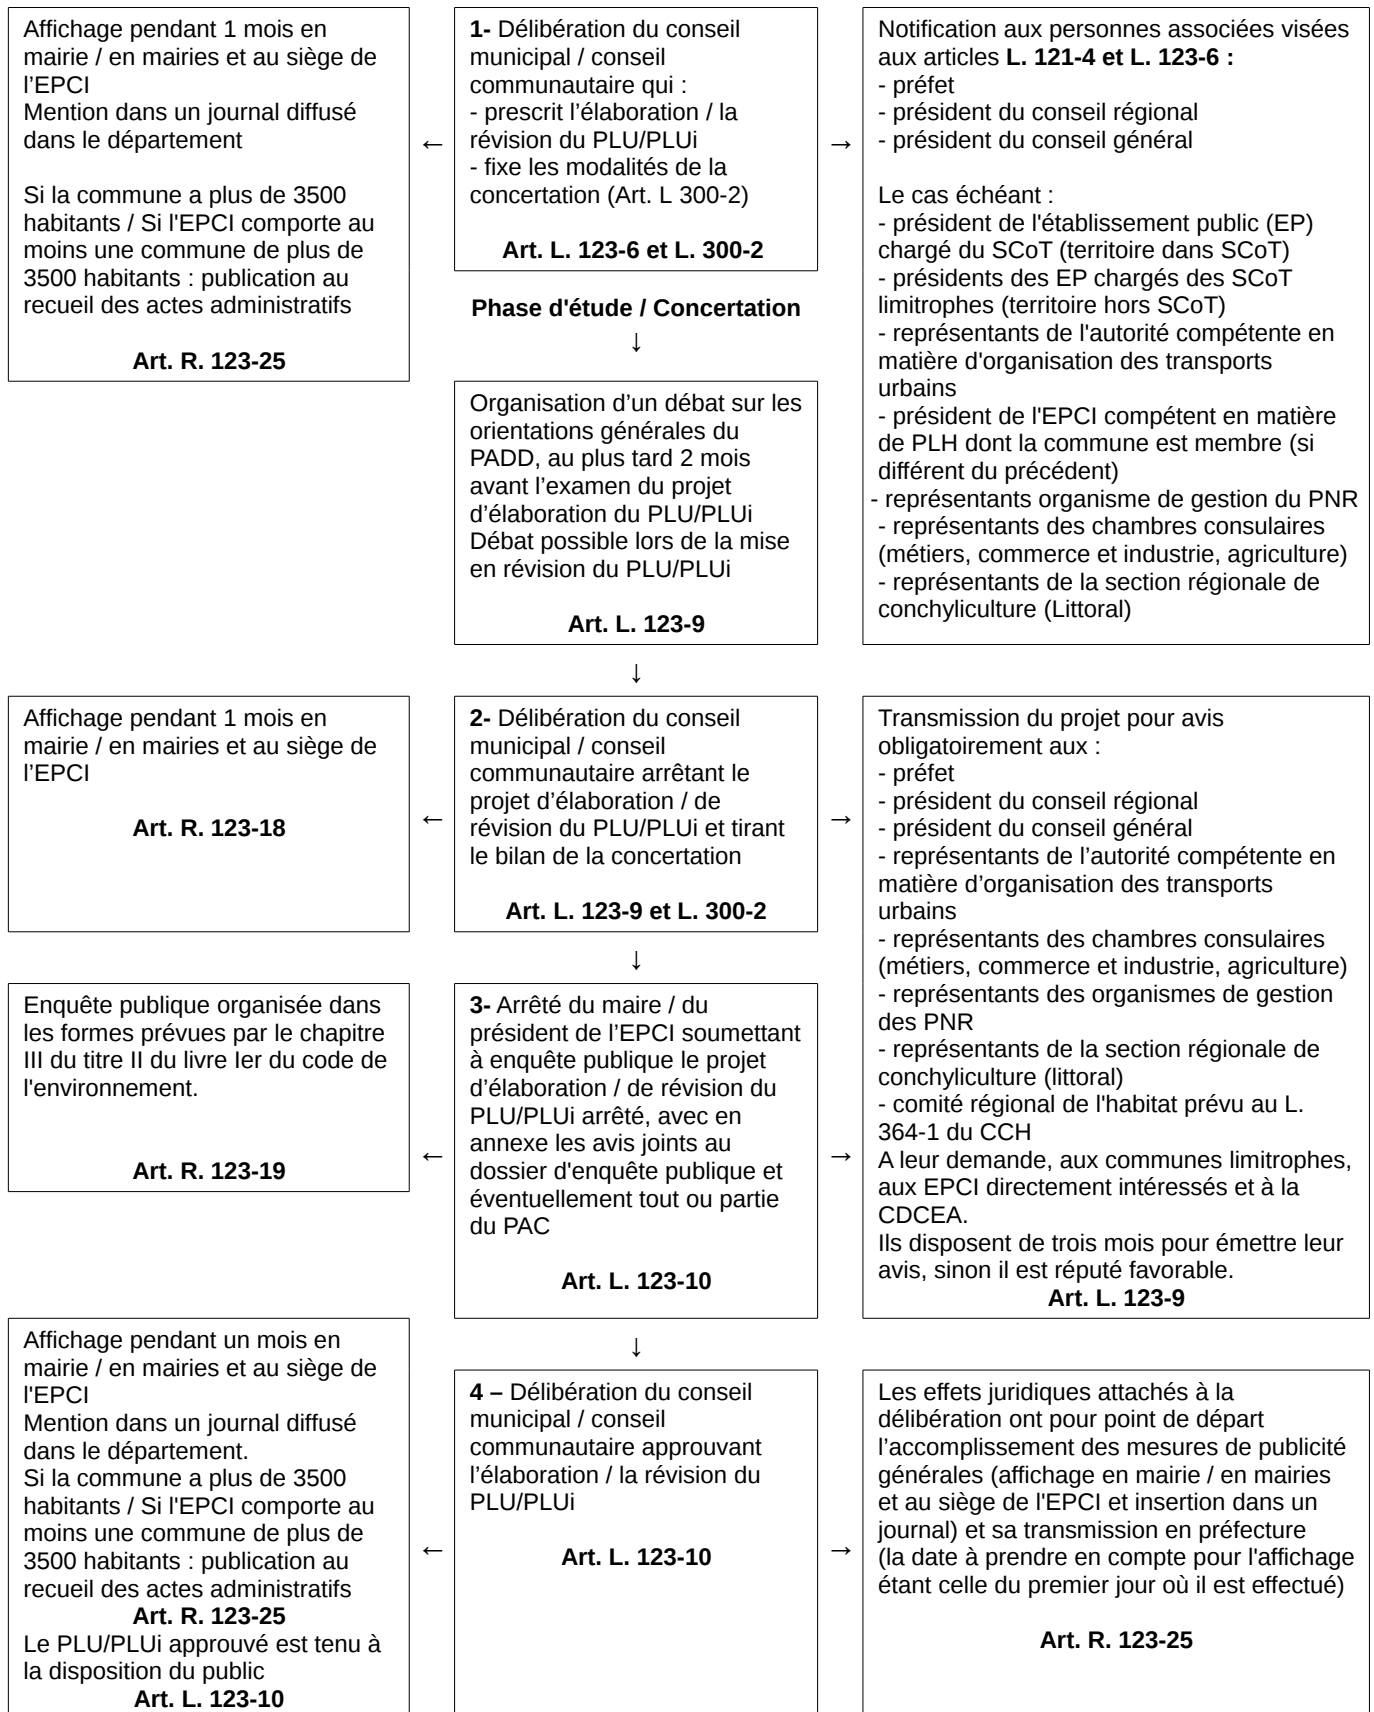 Affichage pendant 1 mois en
mairie / en mairies et au siège de
l’EPCI
Mention dans un journal diffusé
dans le département
Si la commune a plus de 3500
habitants / Si l'EPCI comporte au
moins une commune de plus de
3500 habitants : publication au
recueil des actes administratifs
Art. R. 123-25
←
1- Délibération du conseil
municipal / conseil
communautaire qui :
- prescrit l’élaboration / la
révision du PLU/PLUi
- fixe les modalités de la
concertation (Art. L 300-2)
Art. L. 123-6 et L. 300-2
→
Notification aux personnes associées visées
aux articles L. 121-4 et L. 123-6 :
- préfet
- président du conseil régional
- président du conseil général
Le cas échéant :
- président de l'établissement public (EP)
chargé du SCoT (territoire dans SCoT)
- présidents des EP chargés des SCoT
limitrophes (territoire hors SCoT)
- représentants de l'autorité compétente en
matière d'organisation des transports
urbains
- président de l'EPCI compétent en matière
de PLH dont la commune est membre (si
différent du précédent)
- représentants organisme de gestion du PNR
- représentants des chambres consulaires
(métiers, commerce et industrie, agriculture)
- représentants de la section régionale de
conchyliculture (Littoral)
Phase d'étude / Concertation
↓
Organisation d’un débat sur les
orientations générales du
PADD, au plus tard 2 mois
avant l’examen du projet
d’élaboration du PLU/PLUi
Débat possible lors de la mise
en révision du PLU/PLUi
Art. L. 123-9
↓
Affichage pendant 1 mois en
mairie / en mairies et au siège de
l’EPCI
Art. R. 123-18
←
2- Délibération du conseil
municipal / conseil
communautaire arrêtant le
projet d’élaboration / de
révision du PLU/PLUi et tirant
le bilan de la concertation
Art. L. 123-9 et L. 300-2
→
Transmission du projet pour avis
obligatoirement aux :
- préfet
- président du conseil régional
- président du conseil général
- représentants de l’autorité compétente en
matière d’organisation des transports
urbains
- représentants des chambres consulaires
(métiers, commerce et industrie, agriculture)
- représentants des organismes de gestion
des PNR
- représentants de la section régionale de
conchyliculture (littoral)
- comité régional de l'habitat prévu au L.
364-1 du CCH
A leur demande, aux communes limitrophes,
aux EPCI directement intéressés et à la
CDCEA.
Ils disposent de trois mois pour émettre leur
avis, sinon il est réputé favorable.
Art. L. 123-9
↓
Enquête publique organisée dans
les formes prévues par le chapitre
III du titre II du livre Ier du code de
l'environnement.
Art. R. 123-19
←
3- Arrêté du maire / du
président de l’EPCI soumettant
à enquête publique le projet
d’élaboration / de révision du
PLU/PLUi arrêté, avec en
annexe les avis joints au
dossier d'enquête publique et
éventuellement tout ou partie
du PAC
Art. L. 123-10
→
↓
Affichage pendant un mois en
mairie / en mairies et au siège de
l'EPCI
Mention dans un journal diffusé
dans le département.
Si la commune a plus de 3500
habitants / Si l'EPCI comporte au
moins une commune de plus de
3500 habitants : publication au
recueil des actes administratifs
Art. R. 123-25
Le PLU/PLUi approuvé est tenu à
la disposition du public
Art. L. 123-10
←
4 – Délibération du conseil
municipal / conseil
communautaire approuvant
l’élaboration / la révision du
PLU/PLUi
Art. L. 123-10
→
Les effets juridiques attachés à la
délibération ont pour point de départ
l’accomplissement des mesures de publicité
générales (affichage en mairie / en mairies
et au siège de l'EPCI et insertion dans un
journal) et sa transmission en préfecture
(la date à prendre en compte pour l'affichage
étant celle du premier jour où il est effectué)
Art. R. 123-25